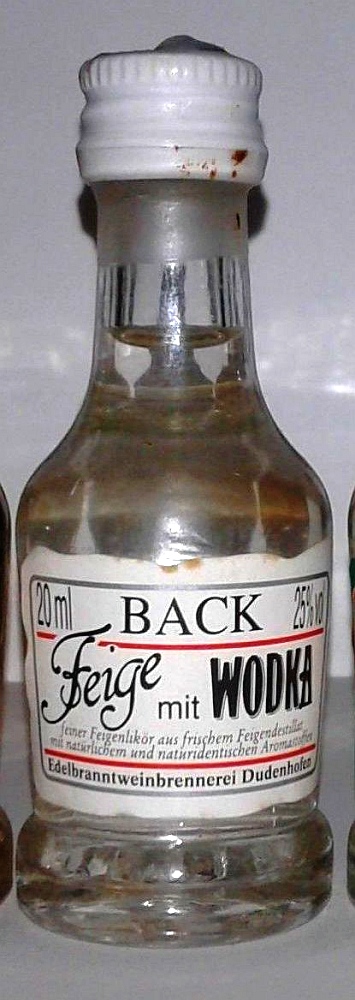 20 ml BACK 25% vol
Feige mit WODKA
feiner Feigenlikör aus frischem Feigendestillat
mit natürlichem und naturidentischen Aromastoffen
Edelbranntweinbrennerei Dudenhofen